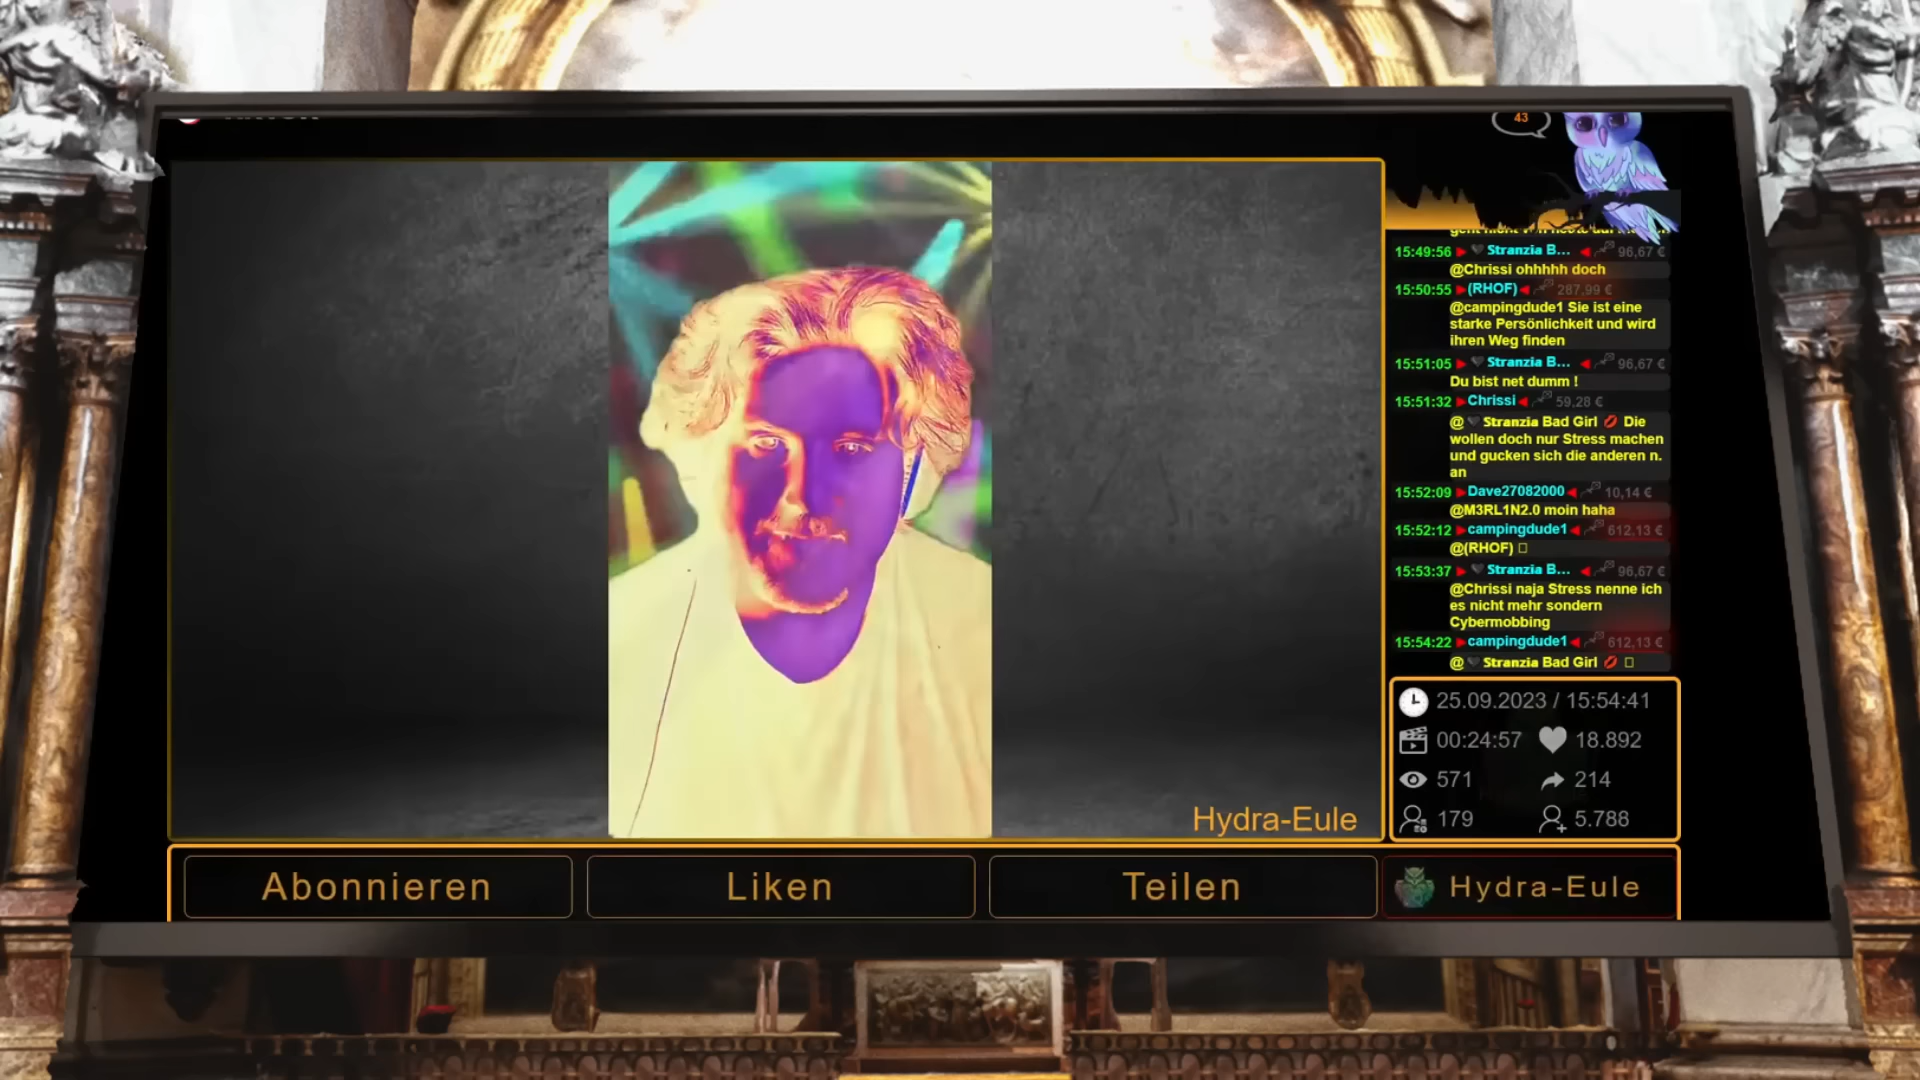 43
15:49:56 Stranzia B... 96,67 €
@Chrissi ohhhhh doch
15:50:55 (RHOF) 287,99 €
@campingdude1 Sie ist eine
starke Persönlichkeit und wird
ihren Weg finden
15:51:05 Stranzia B... 96,67 €
Du bist net dumm !
15:51:32 Chrissi 59,28 €
@ Stranzia Bad Girl 💋 Die
wollen doch nur Stress machen
und gucken sich die anderen n.
an
15:52:09 Dave27082000 10,14 €
@M3RL1N2.0 moin haha
15:52:12 campingdude1 612,13 €
@(RHOF)
15:53:37 Stranzia B... 96,67 €
@Chrissi naja Stress nenne ich
es nicht mehr sondern
Cybermobbing
15:54:22 campingdude1 612,13 €
@ Stranzia Bad Girl 💋
25.09.2023 / 15:54:41
00:24:57 18.892
571 214
179 5.788
Hydra-Eule
Abonnieren Liken Teilen Hydra-Eule